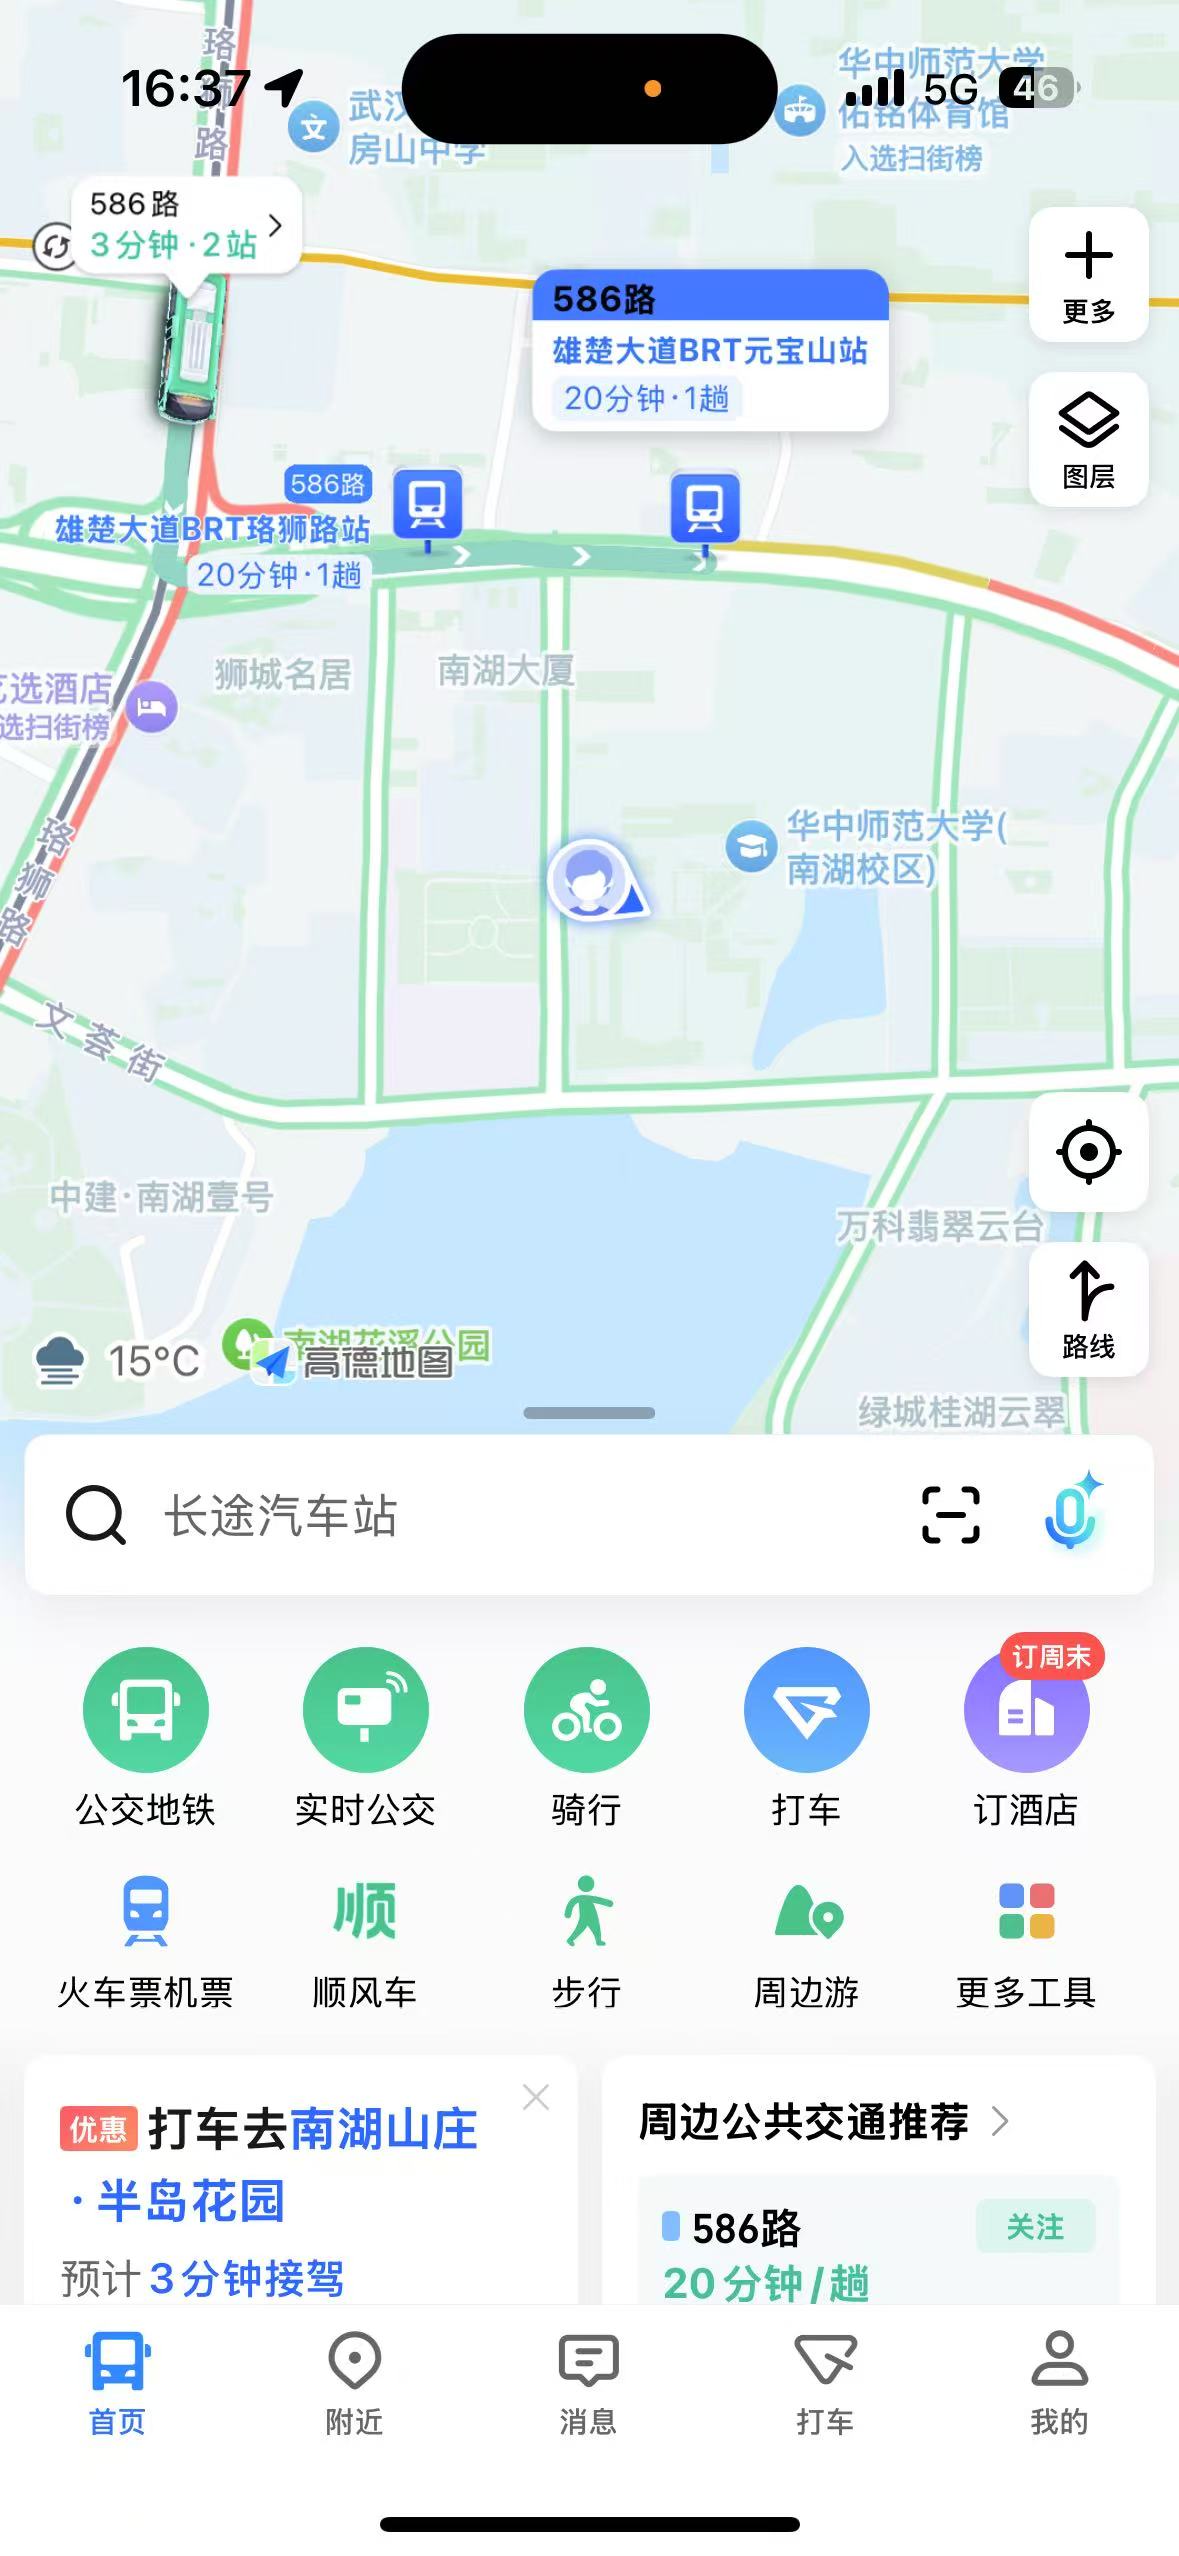 16:37
5G
46
珞狮路
武汉
房山中学
华中师范大学
佑铭体育馆
入选扫街榜
586路
3分钟·2站
更多
586路
雄楚大道BRT元宝山站
20分钟·1趟
图层
586路
雄楚大道BRT珞狮路站
20分钟·1趟
狮城名居
南湖大厦
选酒店
选扫街榜
华中师范大学(
南湖校区)
珞狮路
文荟街
中建·南湖壹号
万科翡翠云台
路线
15°C
南湖花溪公园
高德地图
绿城桂湖云翠
长途汽车站
订周末
公交地铁
实时公交
骑行
打车
订酒店
顺
火车票机票
顺风车
步行
周边游
更多工具
优惠 打车去南湖山庄
·半岛花园
预计3分钟接驾
周边公共交通推荐
586路
关注
20分钟/趟
首页
附近
消息
打车
我的